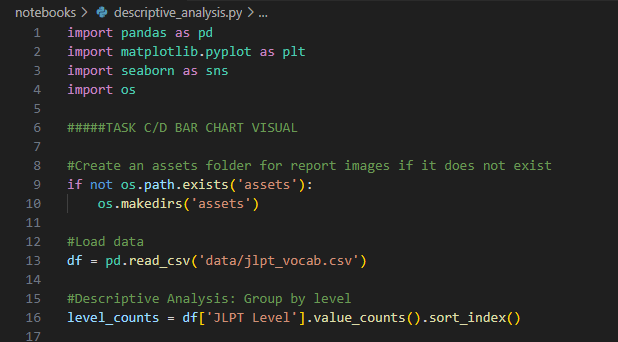 notebooks > descriptive_analysis.py > ...
1 import pandas as pd
2 import matplotlib.pyplot as plt
3 import seaborn as sns
4 import os
5
6 #####TASK C/D BAR CHART VISUAL
7
8 #Create an assets folder for report images if it does not exist
9 if not os.path.exists('assets'):
10     os.makedirs('assets')
11
12 #Load data
13 df = pd.read_csv('data/jlpt_vocab.csv')
14
15 #Descriptive Analysis: Group by level
16 level_counts = df['JLPT Level'].value_counts().sort_index()
17